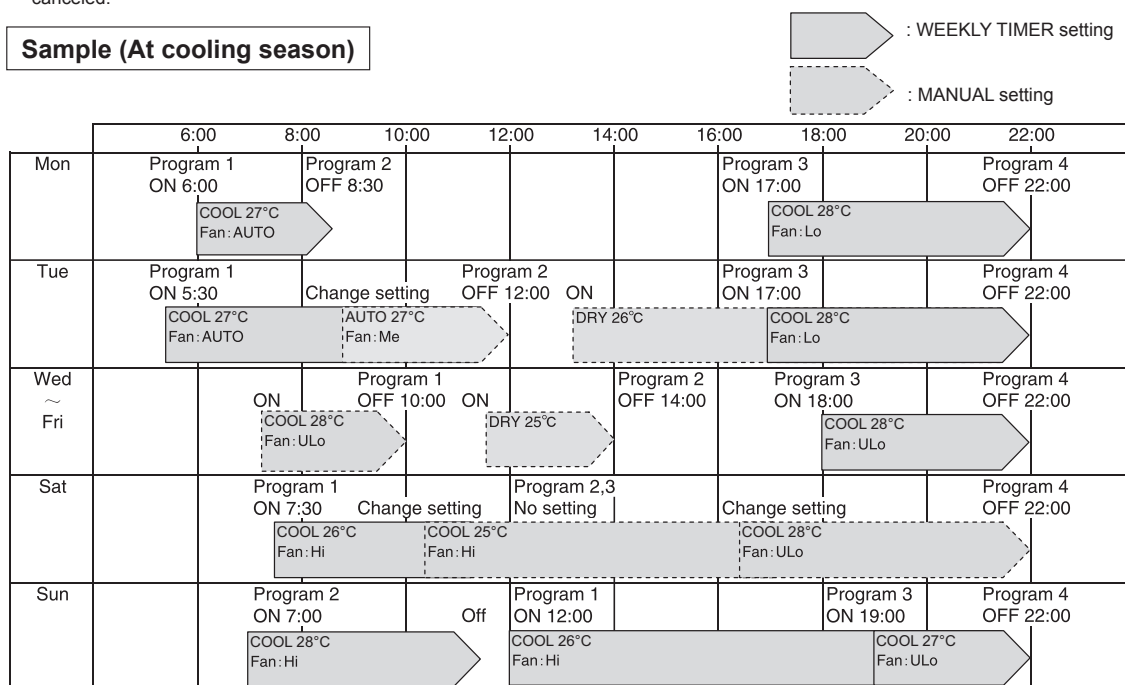 canceled.
Sample (At cooling season)
: WEEKLY TIMER setting
: MANUAL setting
6:00 8:00 10:00 12:00 14:00 16:00 18:00 20:00 22:00
Mon
Program 1 Program 2 Program 3 Program 4
ON 6:00 OFF 8:30 ON 17:00 OFF 22:00
COOL 27°C COOL 28°C
Fan:AUTO Fan:Lo
Tue
Program 1 Program 2 Program 3 Program 4
ON 5:30 Change setting OFF 12:00 ON ON 17:00 OFF 22:00
COOL 27°C AUTO 27°C DRY 26°C COOL 28°C
Fan:AUTO Fan:Me Fan:Lo
Wed
~
Fri
Program 1 Program 2 Program 3 Program 4
ON OFF 10:00 ON OFF 14:00 ON 18:00 OFF 22:00
COOL 28°C DRY 25°C COOL 28°C
Fan:ULo Fan:ULo
Sat
Program 1 Program 2,3 Program 4
ON 7:30 Change setting No setting Change setting OFF 22:00
COOL 26°C COOL 25°C COOL 28°C
Fan:Hi Fan:Hi Fan:ULo
Sun
Program 2 Program 1 Program 3 Program 4
ON 7:00 Off ON 12:00 ON 19:00 OFF 22:00
COOL 28°C COOL 26°C COOL 27°C
Fan:Hi Fan:Hi Fan:ULo